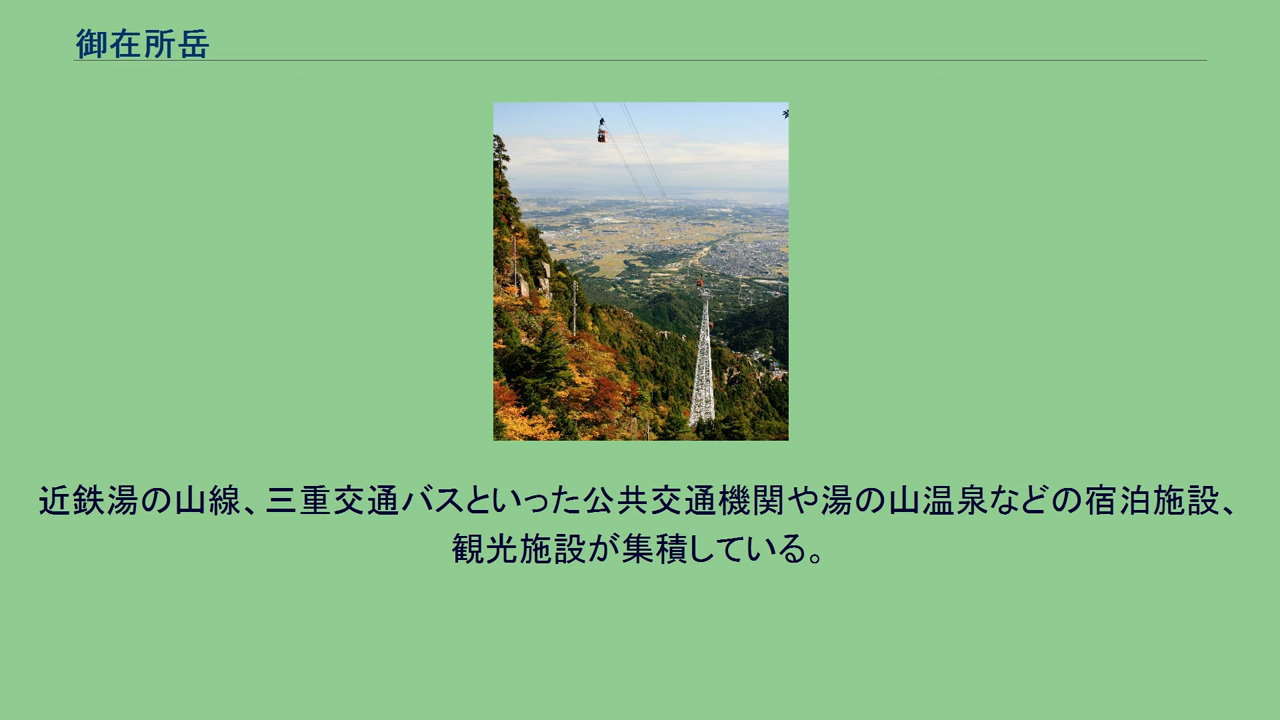 御在所岳
近鉄湯の山線、三重交通バスといった公共交通機関や湯の山温泉などの宿泊施設、
観光施設が集積している。